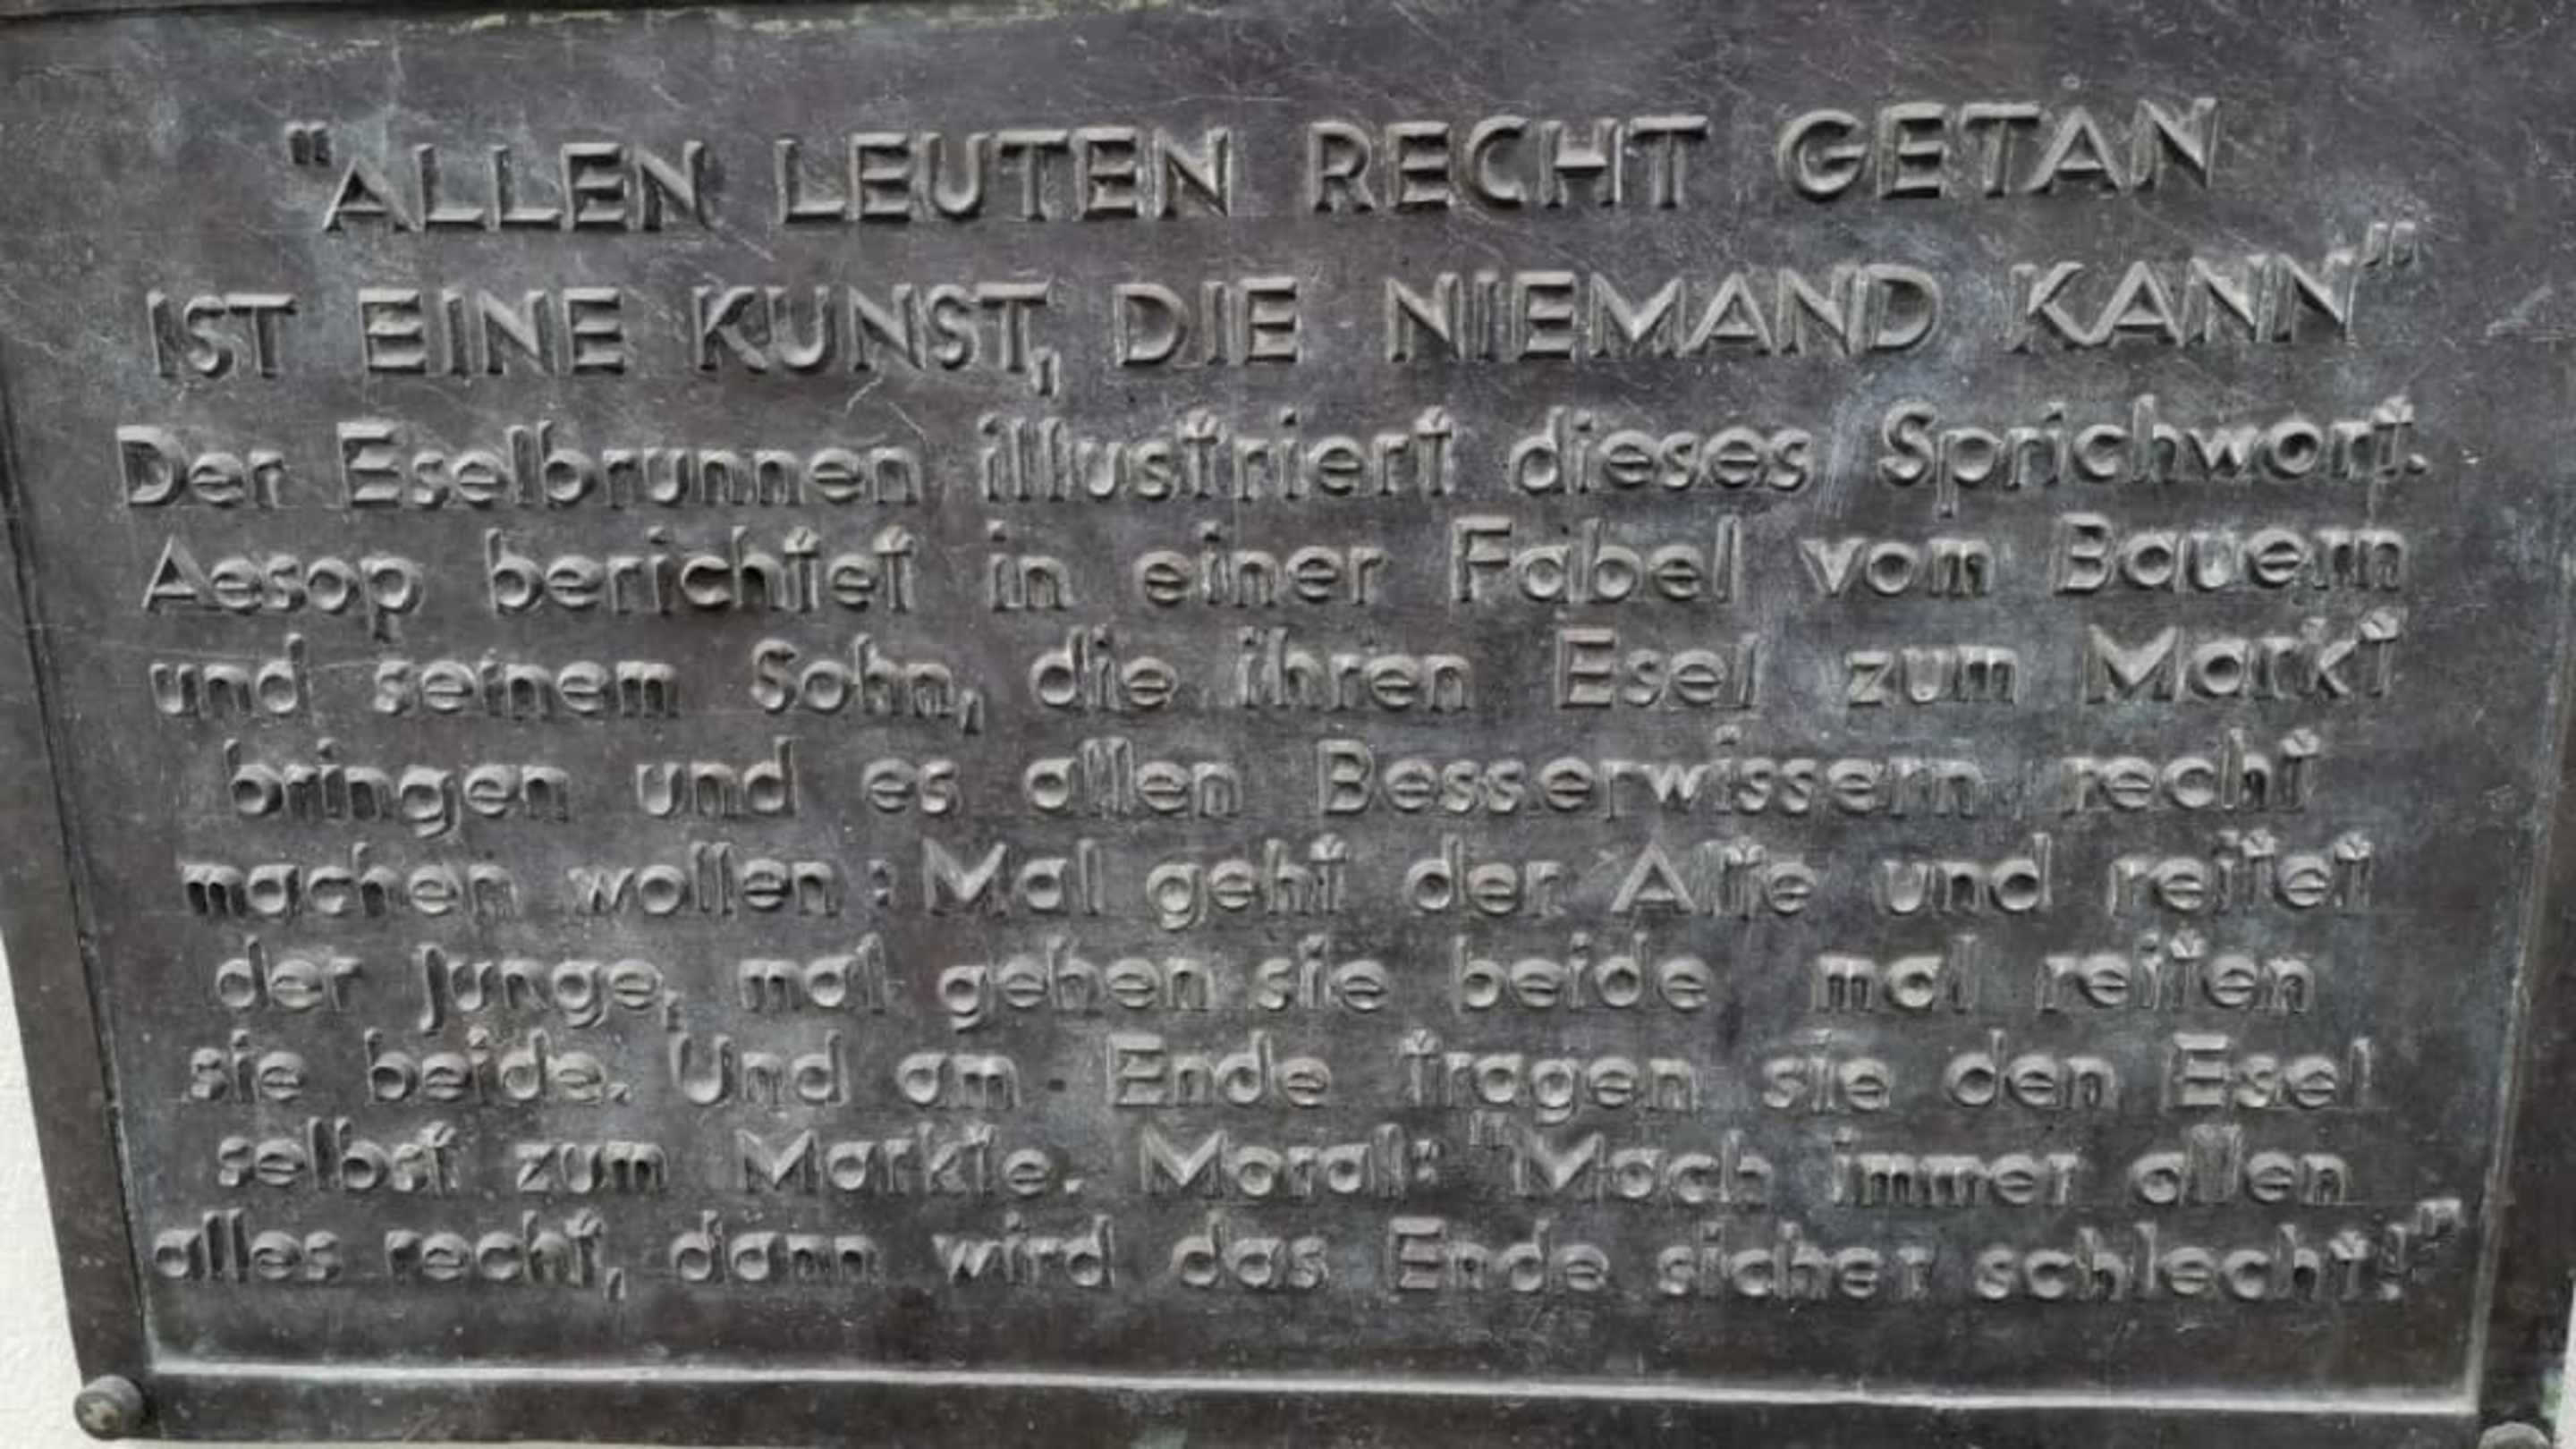 "ALLEN LEUTEN RECHT GETAN
IST EINE KUNST, DIE NIEMAND KANN"
Der Eselbrunnen illustriert dieses Sprichwort.
Aesop berichtet in einer Fabel vom Bauern
und seinem Sohn, die ihren Esel zum Markt
bringen und es allen Besserwissern recht
machen wollen: Mal geht der Alte und reitet
der Junge, mal gehen sie beide mal reiten
sie beide. Und am Ende tragen sie den Esel
selbst zum Markte. Moral: "Mach immer allen
alles recht, dann wird das Ende sicher schlecht!"